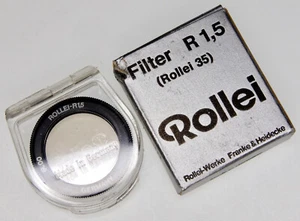 Filter R 1,5
(Rollei 35)
Rollei
Rollei-Werke Franke & Heidecke
ROLLEI-R1,5
Made in Germany